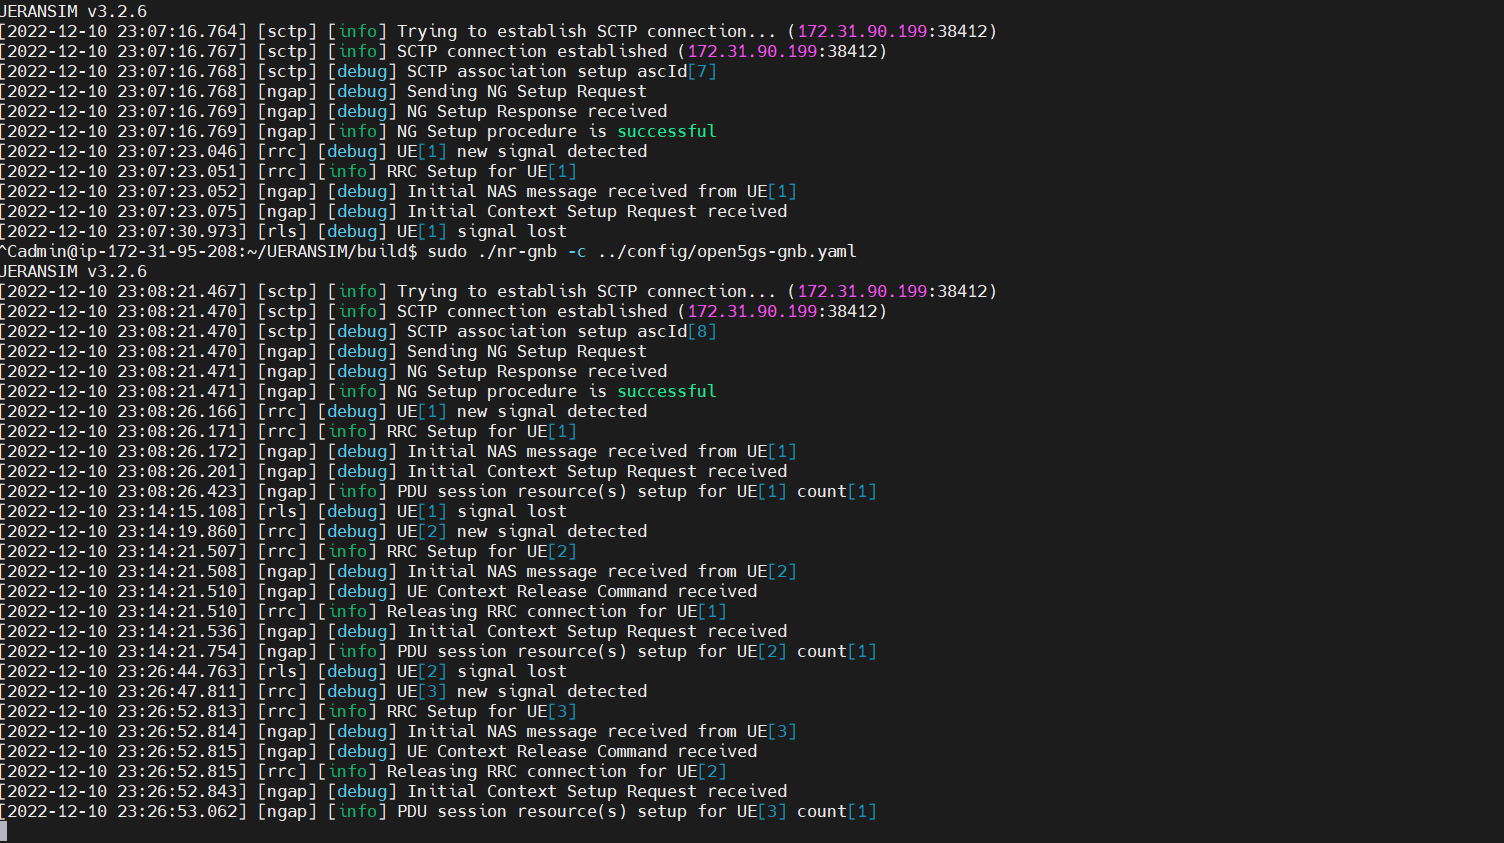 UERANSIM v3.2.6
[2022-12-10 23:07:16.764] [sctp] [info] Trying to establish SCTP connection... (172.31.90.199:38412)
[2022-12-10 23:07:16.767] [sctp] [info] SCTP connection established (172.31.90.199:38412)
[2022-12-10 23:07:16.768] [sctp] [debug] SCTP association setup ascId[7]
[2022-12-10 23:07:16.768] [ngap] [debug] Sending NG Setup Request
[2022-12-10 23:07:16.769] [ngap] [debug] NG Setup Response received
[2022-12-10 23:07:16.769] [ngap] [info] NG Setup procedure is successful
[2022-12-10 23:07:23.046] [rrc] [debug] UE[1] new signal detected
[2022-12-10 23:07:23.051] [rrc] [info] RRC Setup for UE[1]
[2022-12-10 23:07:23.052] [ngap] [debug] Initial NAS message received from UE[1]
[2022-12-10 23:07:23.075] [ngap] [debug] Initial Context Setup Request received
[2022-12-10 23:07:30.973] [rls] [debug] UE[1] signal lost
^Cadmin@ip-172-31-95-208:~/UERANSIM/build$ sudo ./nr-gnb -c ../config/open5gs-gnb.yaml
UERANSIM v3.2.6
[2022-12-10 23:08:21.467] [sctp] [info] Trying to establish SCTP connection... (172.31.90.199:38412)
[2022-12-10 23:08:21.470] [sctp] [info] SCTP connection established (172.31.90.199:38412)
[2022-12-10 23:08:21.470] [sctp] [debug] SCTP association setup ascId[8]
[2022-12-10 23:08:21.470] [ngap] [debug] Sending NG Setup Request
[2022-12-10 23:08:21.471] [ngap] [debug] NG Setup Response received
[2022-12-10 23:08:21.471] [ngap] [info] NG Setup procedure is successful
[2022-12-10 23:08:26.166] [rrc] [debug] UE[1] new signal detected
[2022-12-10 23:08:26.171] [rrc] [info] RRC Setup for UE[1]
[2022-12-10 23:08:26.172] [ngap] [debug] Initial NAS message received from UE[1]
[2022-12-10 23:08:26.201] [ngap] [debug] Initial Context Setup Request received
[2022-12-10 23:08:26.423] [ngap] [info] PDU session resource(s) setup for UE[1] count[1]
[2022-12-10 23:14:15.108] [rls] [debug] UE[1] signal lost
[2022-12-10 23:14:19.860] [rrc] [debug] UE[2] new signal detected
[2022-12-10 23:14:21.507] [rrc] [info] RRC Setup for UE[2]
[2022-12-10 23:14:21.508] [ngap] [debug] Initial NAS message received from UE[2]
[2022-12-10 23:14:21.510] [ngap] [debug] UE Context Release Command received
[2022-12-10 23:14:21.510] [rrc] [info] Releasing RRC connection for UE[1]
[2022-12-10 23:14:21.536] [ngap] [debug] Initial Context Setup Request received
[2022-12-10 23:14:21.754] [ngap] [info] PDU session resource(s) setup for UE[2] count[1]
[2022-12-10 23:26:44.763] [rls] [debug] UE[2] signal lost
[2022-12-10 23:26:47.811] [rrc] [debug] UE[3] new signal detected
[2022-12-10 23:26:52.813] [rrc] [info] RRC Setup for UE[3]
[2022-12-10 23:26:52.814] [ngap] [debug] Initial NAS message received from UE[3]
[2022-12-10 23:26:52.815] [ngap] [debug] UE Context Release Command received
[2022-12-10 23:26:52.815] [rrc] [info] Releasing RRC connection for UE[2]
[2022-12-10 23:26:52.843] [ngap] [debug] Initial Context Setup Request received
[2022-12-10 23:26:53.062] [ngap] [info] PDU session resource(s) setup for UE[3] count[1]